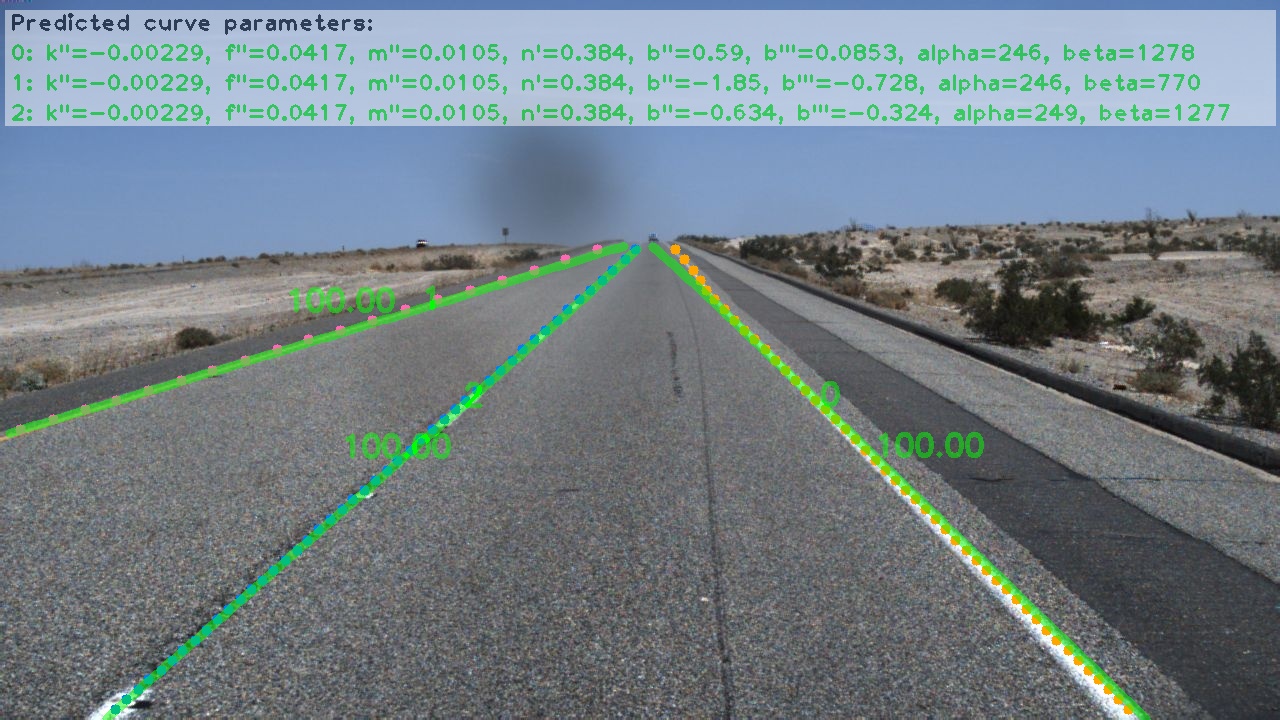 Predicted curve parameters:
0: k''=-0.00229, f''=0.0417, m''=0.0105, n'=0.384, b''=0.59, b'''=0.0853, alpha=246, beta=1278
1: k''=-0.00229, f''=0.0417, m''=0.0105, n'=0.384, b''=-1.85, b'''=-0.728, alpha=246, beta=770
2: k''=-0.00229, f''=0.0417, m''=0.0105, n'=0.384, b''=-0.634, b'''=-0.324, alpha=249, beta=1277
100.00 1
2 0
100.00 100.00